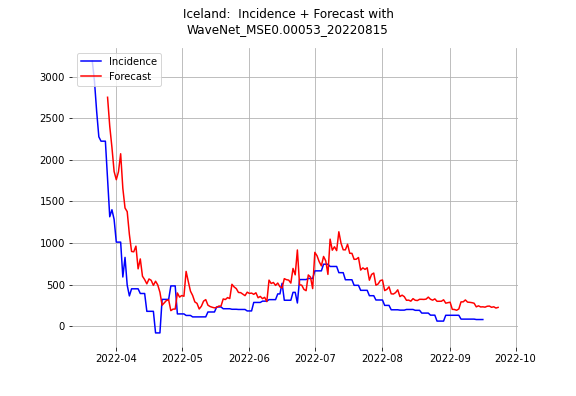 Iceland:  Incidence + Forecast with
WaveNet_MSE0.00053_20220815
Incidence
Forecast
3000
2500
2000
1500
1000
500
0
2022-04 2022-05 2022-06 2022-07 2022-08 2022-09 2022-10